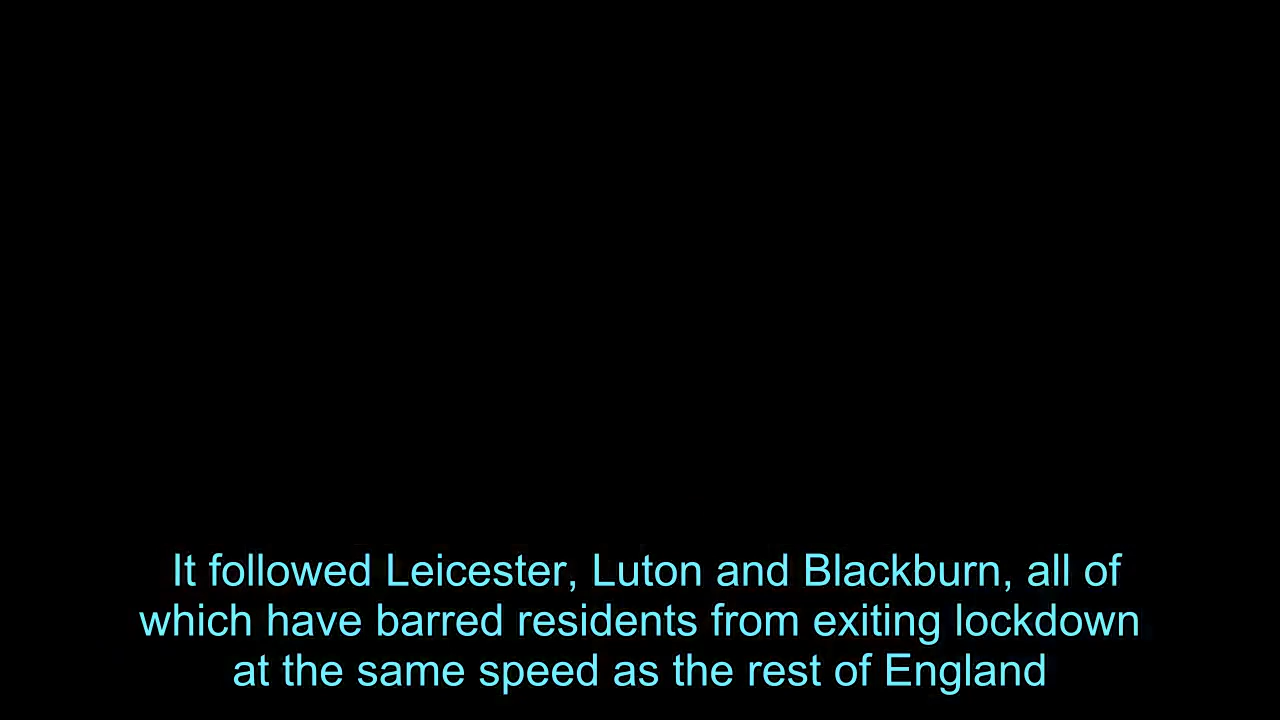 It followed Leicester, Luton and Blackburn, all of
which have barred residents from exiting lockdown
at the same speed as the rest of England